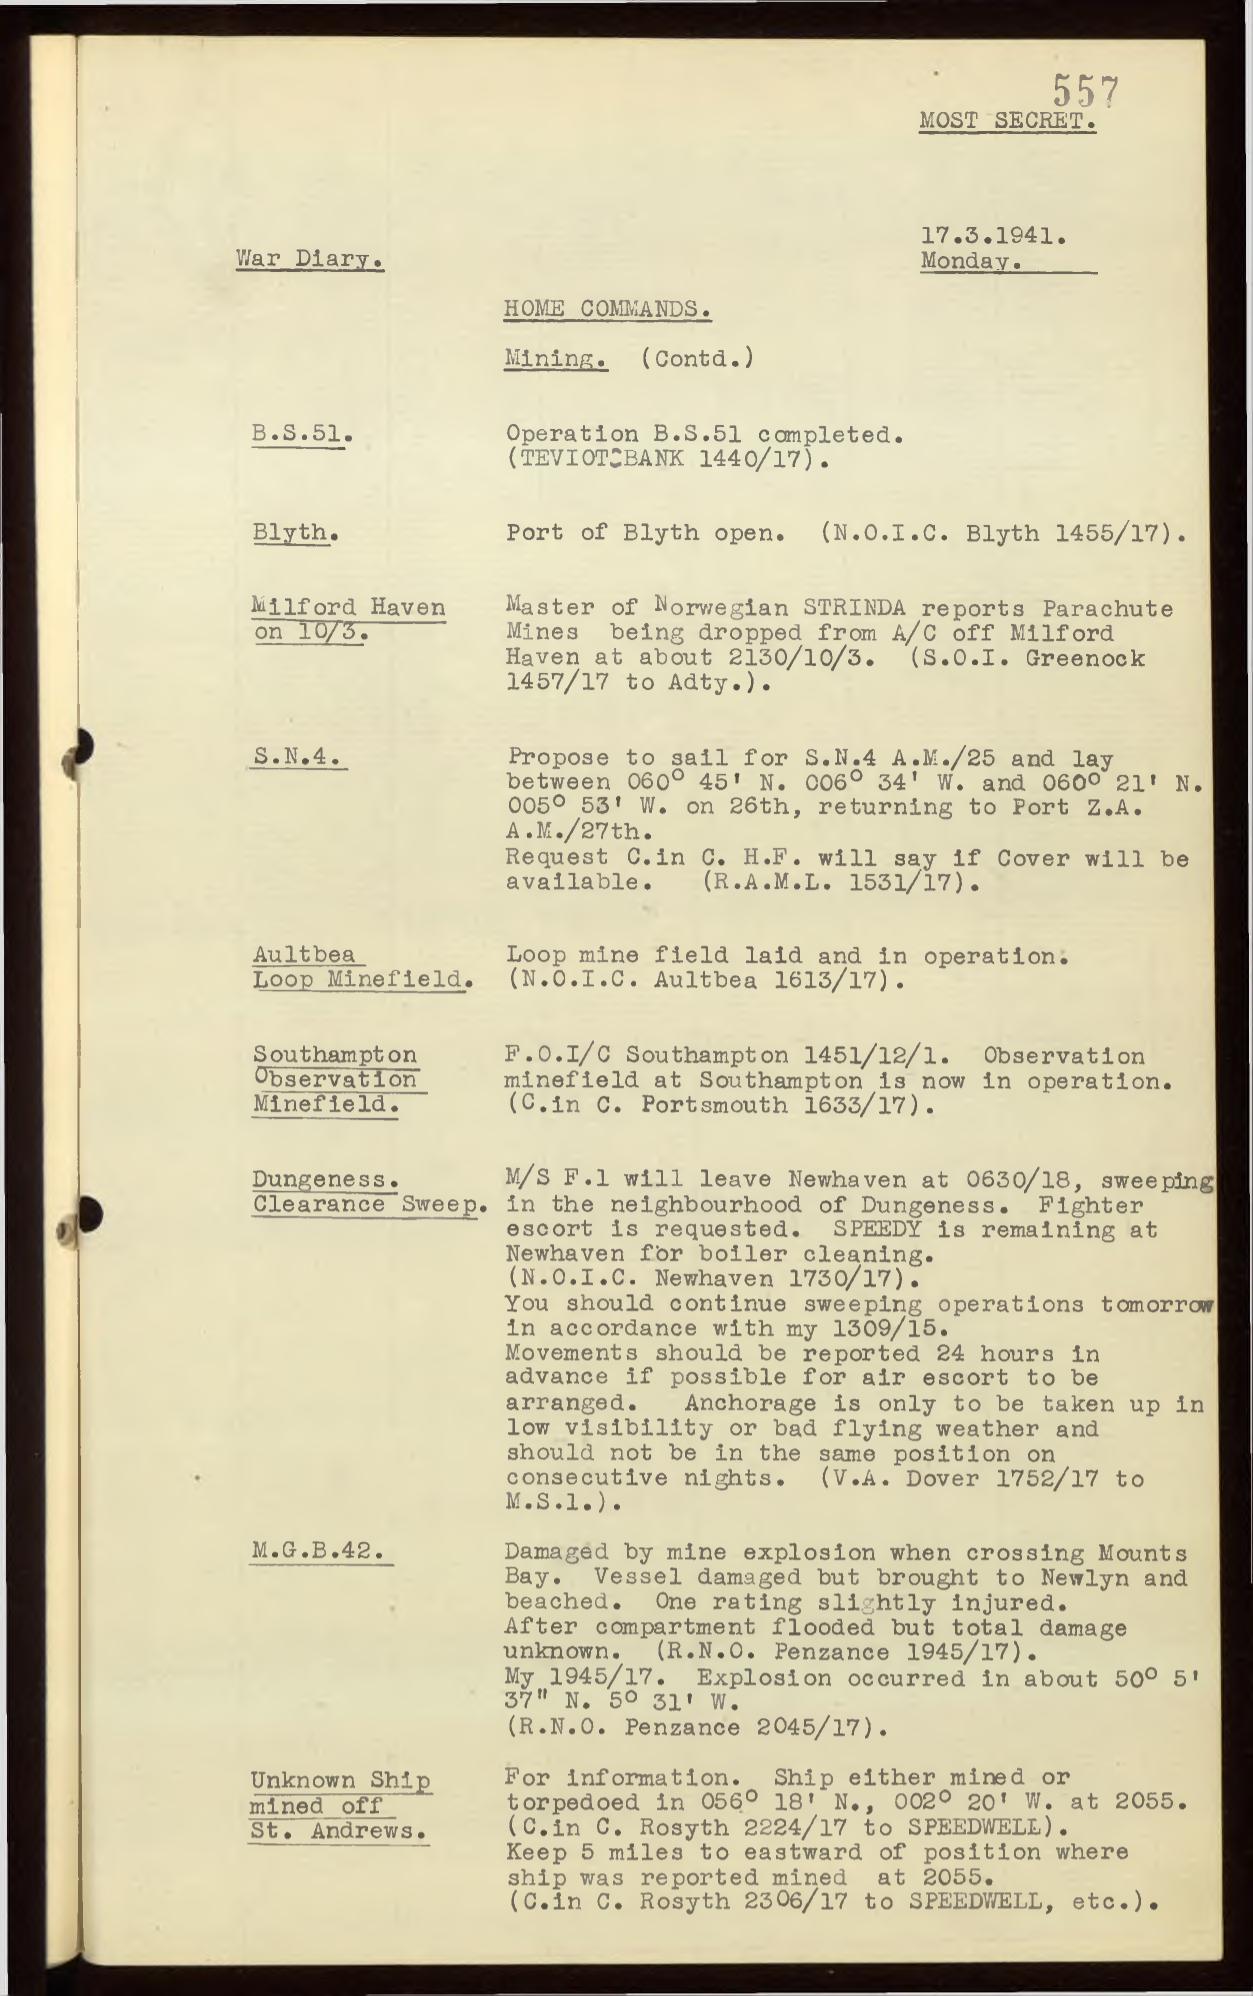 557
MOST SECRET.
17.3.1941.
War Diary.
Monday.
HOME COMMANDS.
Mining. (Contd.)
B.S.51.
Operation B.S.51 completed.
(TEVIOTBANK 1440/17).
Blyth.
Port of Blyth open. (N.O.I.C. Blyth 1455/17).
Milford Haven
on 10/3.
Master of Norwegian STRINDA reports Parachute
Mines being dropped from A/C off Milford
Haven at about 2130/10/3. (S.O.I. Greenock
1457/17 to Adty.).
S.N.4.
Propose to sail for S.N.4 A.M./25 and lay
between 060° 45' N. 006° 34' W. and 060° 21' N.
005° 53' W. on 26th, returning to Port Z.A.
A.M./27th.
Request C.in C. H.F. will say if Cover will be
available. (R.A.M.L. 1531/17).
Aultbea
Loop Minefield.
Loop mine field laid and in operation.
(N.O.I.C. Aultbea 1613/17).
Southampton
Observation
Minefield.
F.O.I/C Southampton 1451/12/1. Observation
minefield at Southampton is now in operation.
(C.in C. Portsmouth 1633/17).
Dungeness.
Clearance Sweep.
M/S F.1 will leave Newhaven at 0630/18, sweeping
in the neighbourhood of Dungeness. Fighter
escort is requested. SPEEDY is remaining at
Newhaven for boiler cleaning.
(N.O.I.C. Newhaven 1730/17).
You should continue sweeping operations tomorrow
in accordance with my 1309/15.
Movements should be reported 24 hours in
advance if possible for air escort to be
arranged. Anchorage is only to be taken up in
low visibility or bad flying weather and
should not be in the same position on
consecutive nights. (V.A. Dover 1752/17 to
M.S.1.).
M.G.B.42.
Damaged by mine explosion when crossing Mounts
Bay. Vessel damaged but brought to Newlyn and
beached. One rating slightly injured.
After compartment flooded but total damage
unknown. (R.N.O. Penzance 1945/17).
My 1945/17. Explosion occurred in about 50° 5'
37" N. 5° 31' W.
(R.N.O. Penzance 2045/17).
Unknown Ship
mined off
St. Andrews.
For information. Ship either mined or
torpedoed in 056° 18' N., 002° 20' W. at 2055.
(C.in C. Rosyth 2224/17 to SPEEDWELL).
Keep 5 miles to eastward of position where
ship was reported mined at 2055.
(C.in C. Rosyth 2306/17 to SPEEDWELL, etc.).